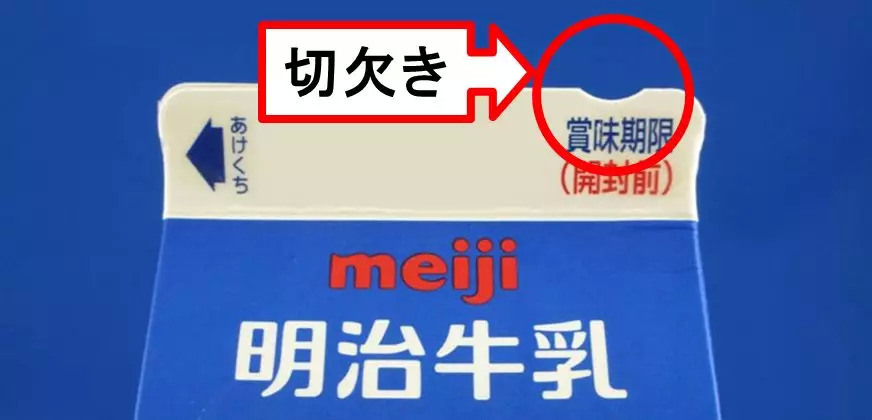 切欠き
あけくち
賞味期限
(開封前)
meiji
明治牛乳